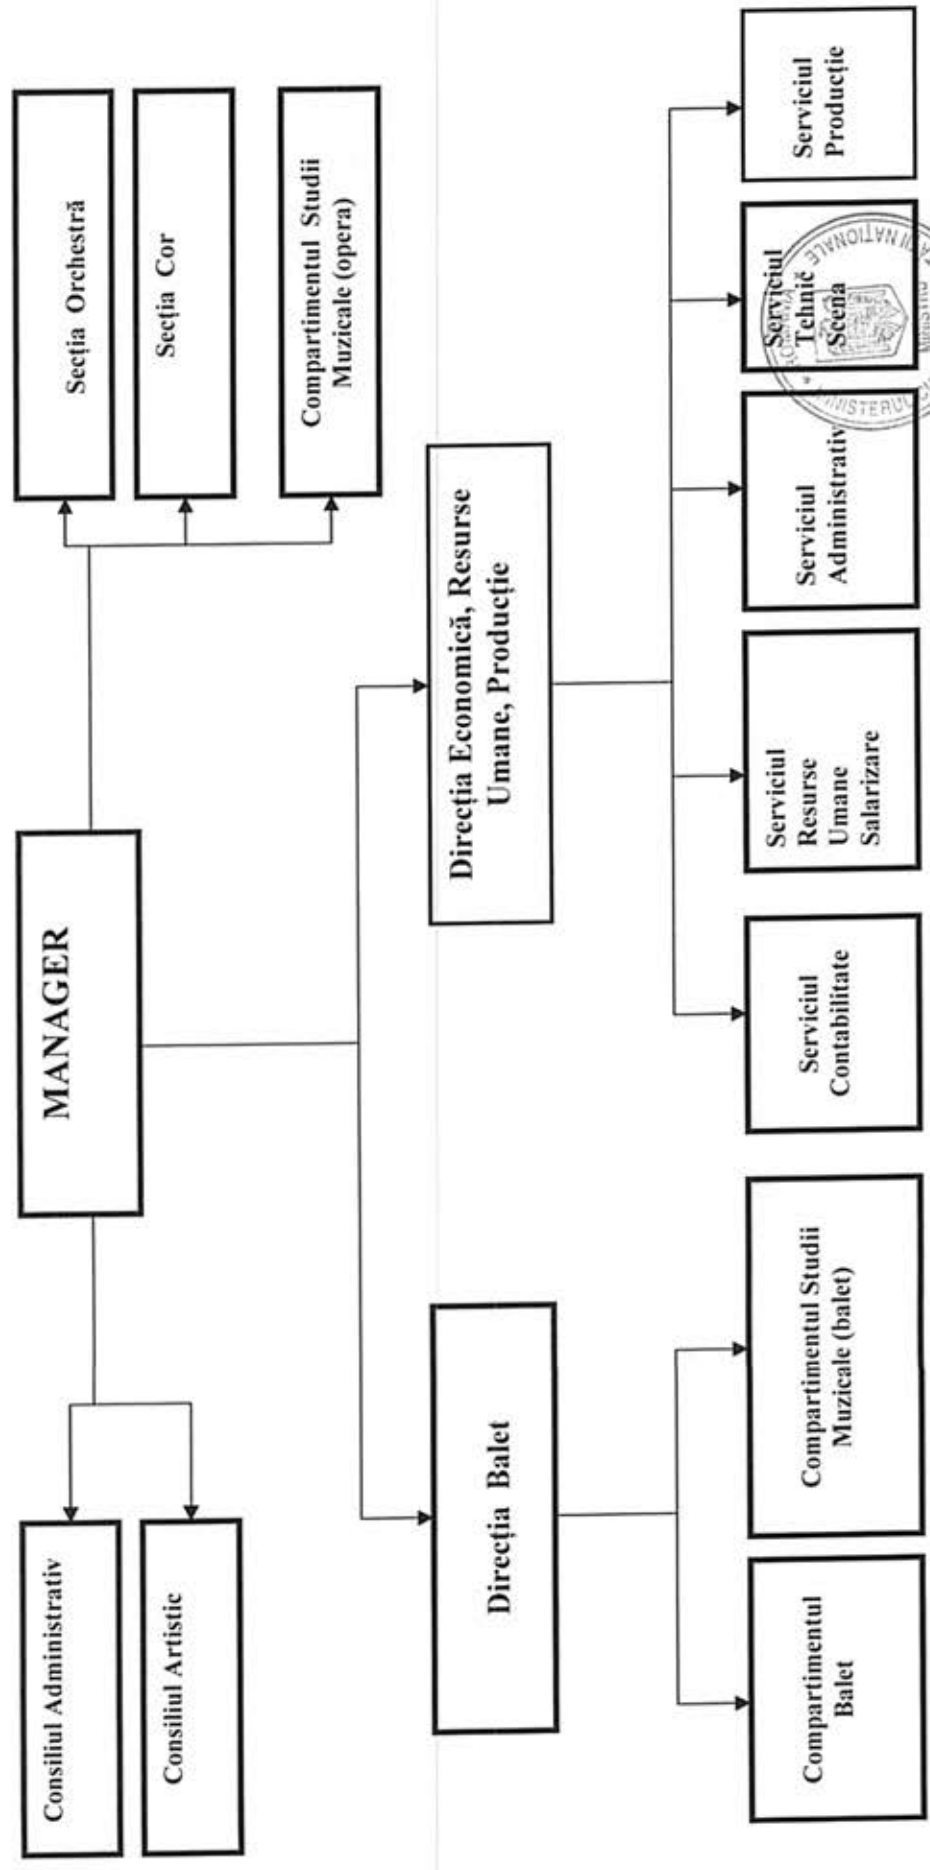 MANAGER
Consiliul Administrativ
Consiliul Artistic
Secția Orchestră
Secția Cor
Compartimentul Studii
Muzicale (opera)
Direcția Balet
Direcția Economică, Resurse
Umane, Producție
Compartimentul
Balet
Compartimentul Studii
Muzicale (balet)
Serviciul
Contabilitate
Serviciul
Resurse
Umane
Salarizare
Serviciul
Administrativ
Serviciul
Tehnic
Scena
Serviciul
Producție